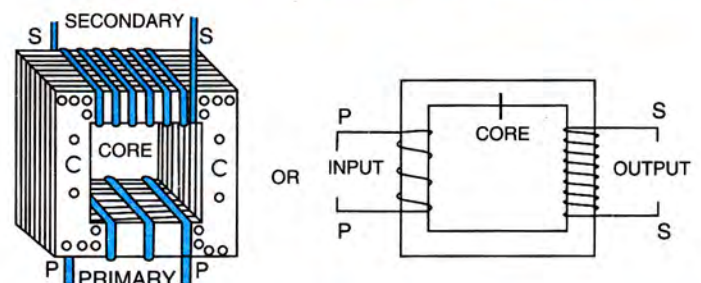 SECONDARY
S S
CORE
C C
P P
PRIMARY
OR
P
INPUT
P
CORE
S
OUTPUT
S